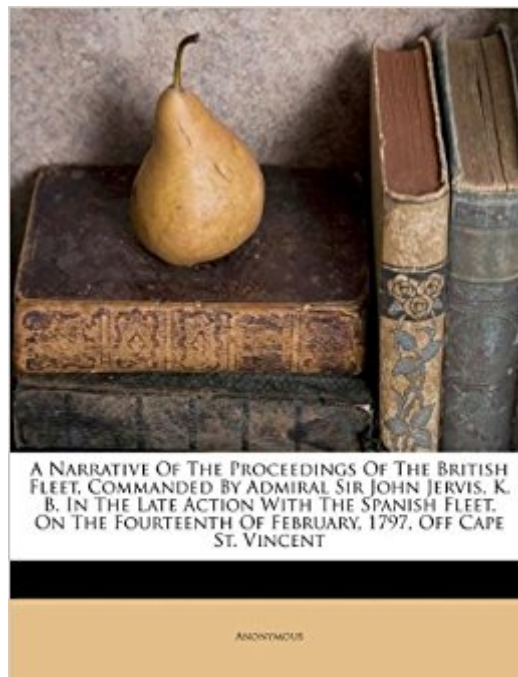 A Narrative Of The Proceedings Of The British
Fleet, Commanded By Admiral Sir John Jervis, K.
B. In The Late Action With The Spanish Fleet,
On The Fourteenth Of February, 1797, Off Cape
St. Vincent
Anonymous